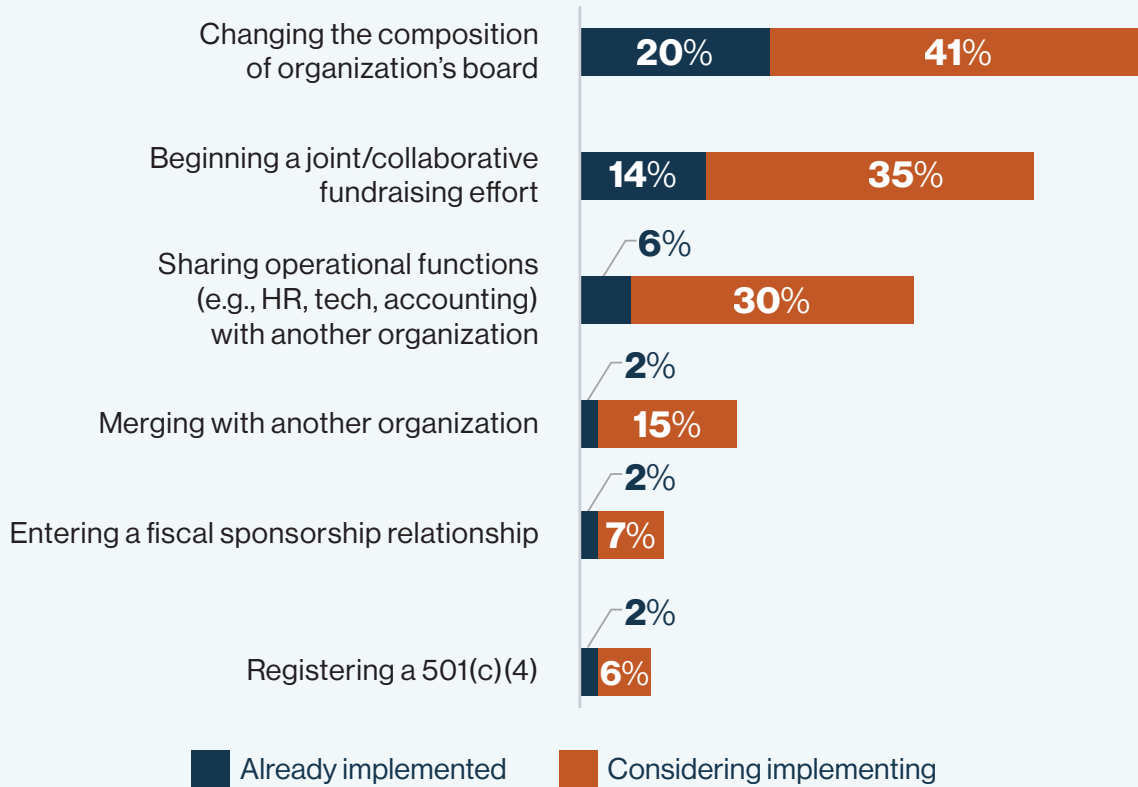 Changing the composition
of organization’s board
20%
41%
Beginning a joint/collaborative
fundraising effort
14%
35%
Sharing operational functions
(e.g., HR, tech, accounting)
with another organization
6%
30%
Merging with another organization
2%
15%
Entering a fiscal sponsorship relationship
2%
7%
Registering a 501(c)(4)
2%
6%
Already implemented
Considering implementing